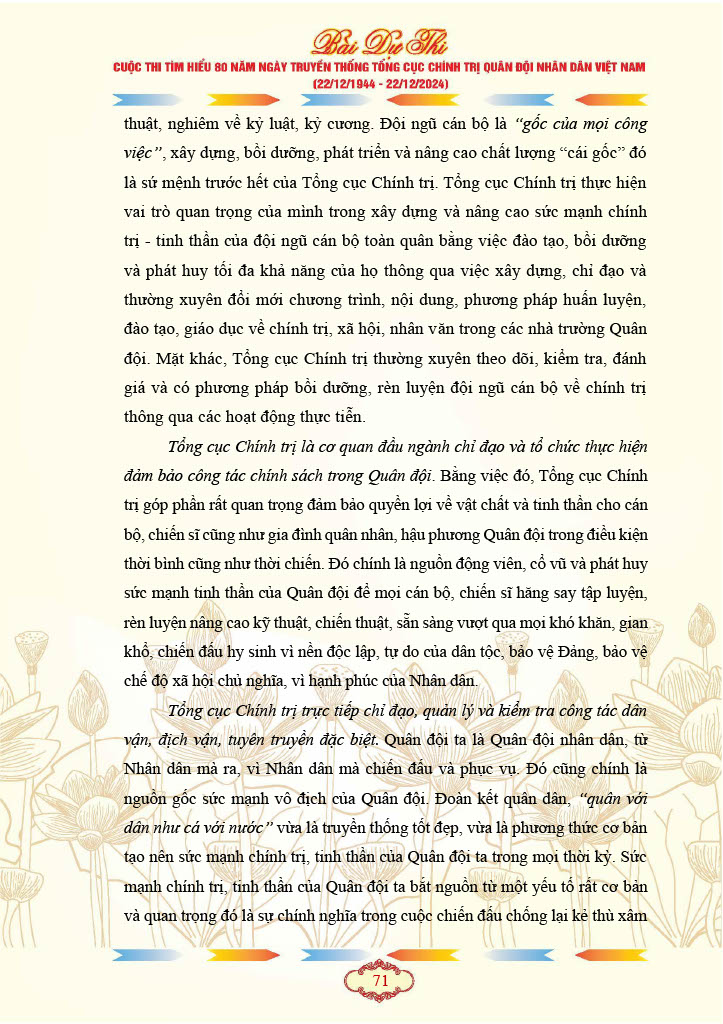 Bài Dự Thi
CUỘC THI TÌM HIỂU 80 NĂM NGÀY TRUYỀN THỐNG TỔNG CỤC CHÍNH TRỊ QUÂN ĐỘI NHÂN DÂN VIỆT NAM
(22/12/1944 - 22/12/2024)
thuật, nghiêm về kỷ luật, kỷ cương. Đội ngũ cán bộ là “gốc của mọi công
việc”, xây dựng, bồi dưỡng, phát triển và nâng cao chất lượng “cái gốc” đó
là sứ mệnh trước hết của Tổng cục Chính trị. Tổng cục Chính trị thực hiện
vai trò quan trọng của mình trong xây dựng và nâng cao sức mạnh chính
trị - tinh thần của đội ngũ cán bộ toàn quân bằng việc đào tạo, bồi dưỡng
và phát huy tối đa khả năng của họ thông qua việc xây dựng, chỉ đạo và
thường xuyên đổi mới chương trình, nội dung, phương pháp huấn luyện,
đào tạo, giáo dục về chính trị, xã hội, nhân văn trong các nhà trường Quân
đội. Mặt khác, Tổng cục Chính trị thường xuyên theo dõi, kiểm tra, đánh
giá và có phương pháp bồi dưỡng, rèn luyện đội ngũ cán bộ về chính trị
thông qua các hoạt động thực tiễn.
Tổng cục Chính trị là cơ quan đầu ngành chỉ đạo và tổ chức thực hiện
đảm bảo công tác chính sách trong Quân đội. Bằng việc đó, Tổng cục Chính
trị góp phần rất quan trọng đảm bảo quyền lợi về vật chất và tinh thần cho cán
bộ, chiến sĩ cũng như gia đình quân nhân, hậu phương Quân đội trong điều kiện
thời bình cũng như thời chiến. Đó chính là nguồn động viên, cổ vũ và phát huy
sức mạnh tinh thần của Quân đội để mọi cán bộ, chiến sĩ hăng say tập luyện,
rèn luyện nâng cao kỹ thuật, chiến thuật, sẵn sàng vượt qua mọi khó khăn, gian
khổ, chiến đấu hy sinh vì nền độc lập, tự do của dân tộc, bảo vệ Đảng, bảo vệ
chế độ xã hội chủ nghĩa, vì hạnh phúc của Nhân dân.
Tổng cục Chính trị trực tiếp chỉ đạo, quản lý và kiểm tra công tác dân
vận, địch vận, tuyên truyền đặc biệt. Quân đội ta là Quân đội nhân dân, từ
Nhân dân mà ra, vì Nhân dân mà chiến đấu và phục vụ. Đó cũng chính là
nguồn gốc sức mạnh vô địch của Quân đội. Đoàn kết quân dân, “quân với
dân như cá với nước” vừa là truyền thống tốt đẹp, vừa là phương thức cơ bản
tạo nên sức mạnh chính trị, tinh thần của Quân đội ta trong mọi thời kỳ. Sức
mạnh chính trị, tinh thần của Quân đội ta bắt nguồn từ một yếu tố rất cơ bản
và quan trọng đó là sự chính nghĩa trong cuộc chiến đấu chống lại kẻ thù xâm
71